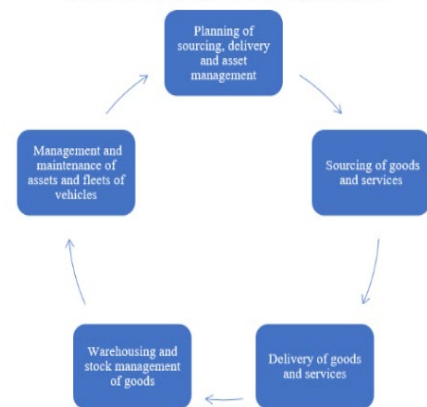 Planning of
sourcing, delivery
and asset
management
Sourcing of goods
and services
Delivery of goods
and services
Warehousing and
stock management
of goods
Management and
maintenance of
assets and fleets of
vehicles